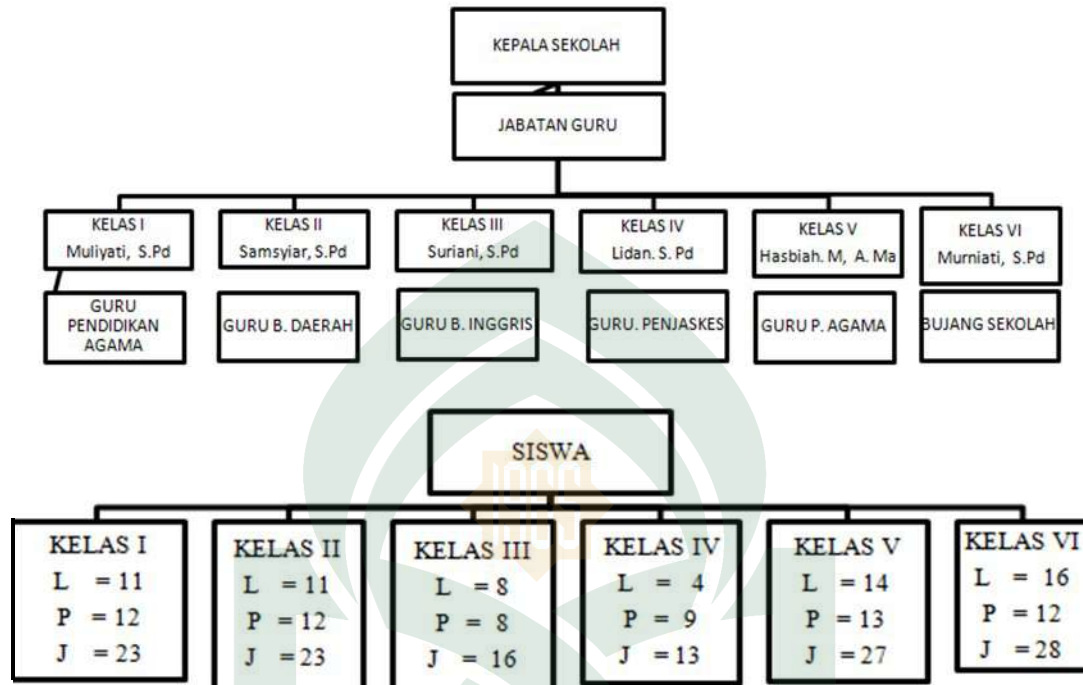 KEPALA SEKOLAH
JABATAN GURU
KELAS I
Muliyati, S.Pd
KELAS II
Samsyiar, S.Pd
KELAS III
Suriani, S.Pd
KELAS IV
Lidan. S. Pd
KELAS V
Hasbiah. M, A. Ma
KELAS VI
Murniati, S.Pd
GURU
PENDIDIKAN
AGAMA
GURU B. DAERAH
GURU B. INGGRIS
GURU. PENJASKES
GURU P. AGAMA
BUJANG SEKOLAH
SISWA
KELAS I
L = 11
P = 12
J = 23
KELAS II
L = 11
P = 12
J = 23
KELAS III
L = 8
P = 8
J = 16
KELAS IV
L = 4
P = 9
J = 13
KELAS V
L = 14
P = 13
J = 27
KELAS VI
L = 16
P = 12
J = 28